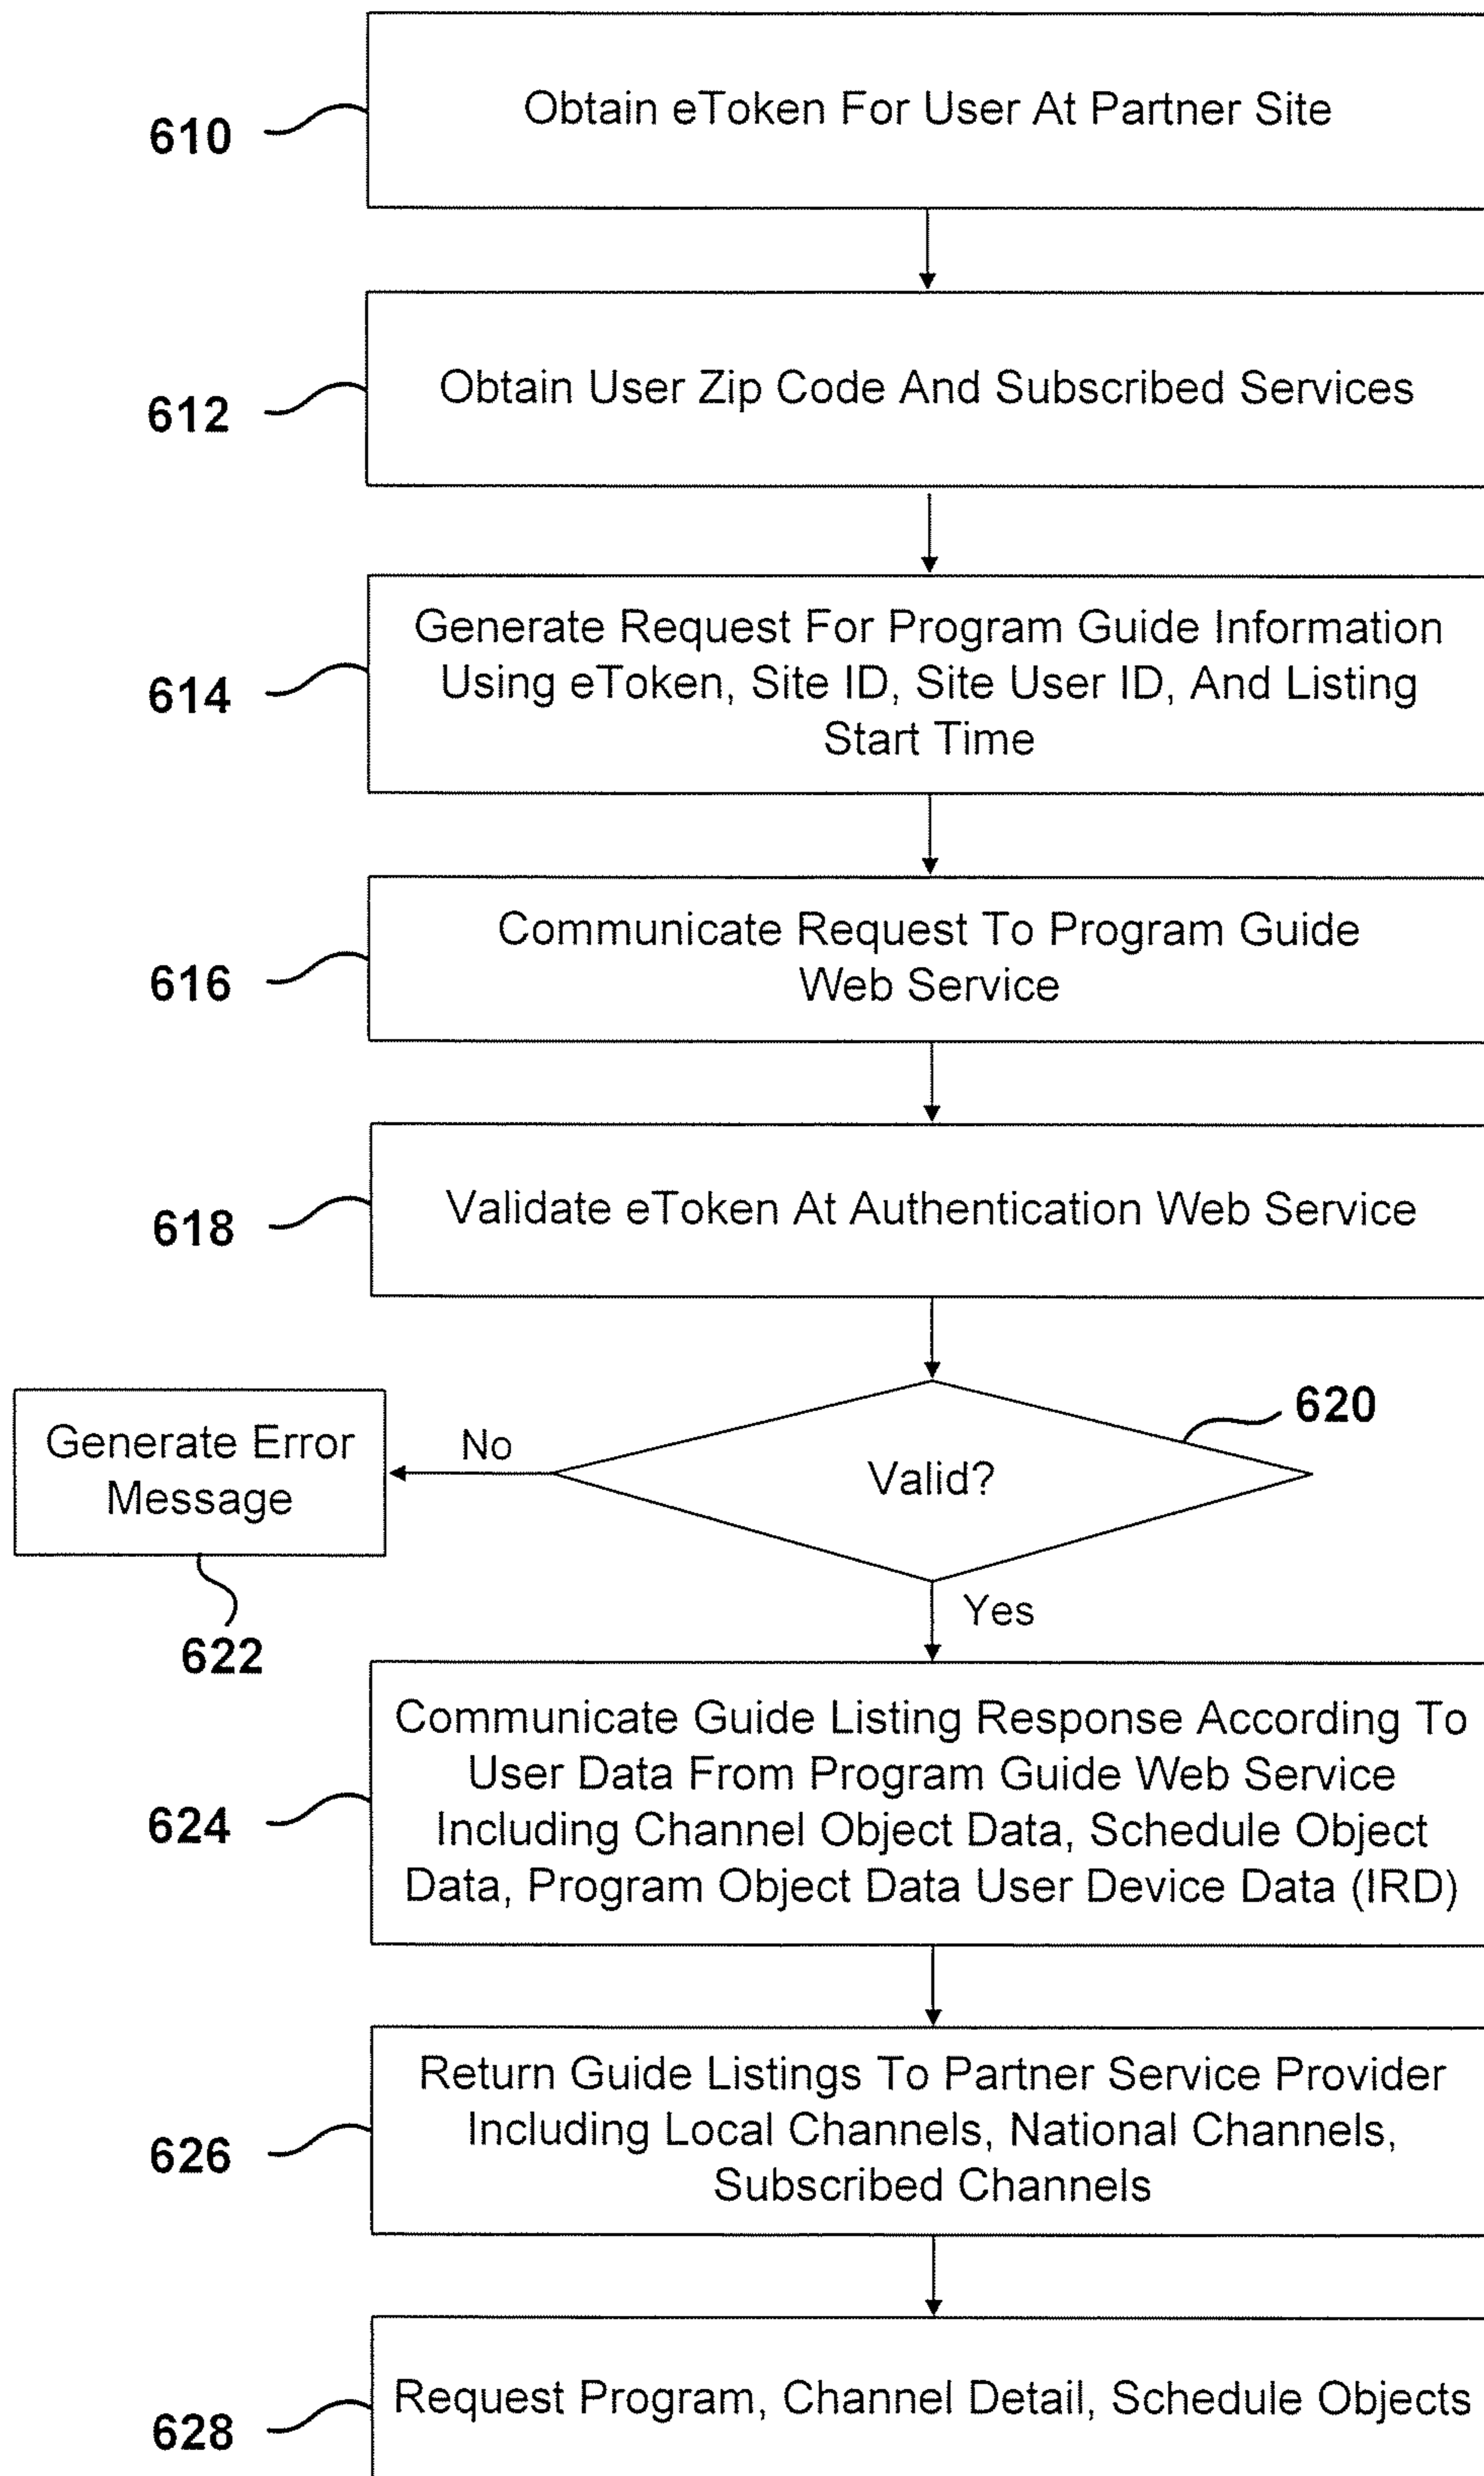 610
Obtain eToken For User At Partner Site
612
Obtain User Zip Code And Subscribed Services
614
Generate Request For Program Guide Information
Using eToken, Site ID, Site User ID, And Listing
Start Time
616
Communicate Request To Program Guide
Web Service
618
Validate eToken At Authentication Web Service
620
Valid?
No
Generate Error
Message
622
Yes
624
Communicate Guide Listing Response According To
User Data From Program Guide Web Service
Including Channel Object Data, Schedule Object
Data, Program Object Data User Device Data (IRD)
626
Return Guide Listings To Partner Service Provider
Including Local Channels, National Channels,
Subscribed Channels
628
Request Program, Channel Detail, Schedule Objects